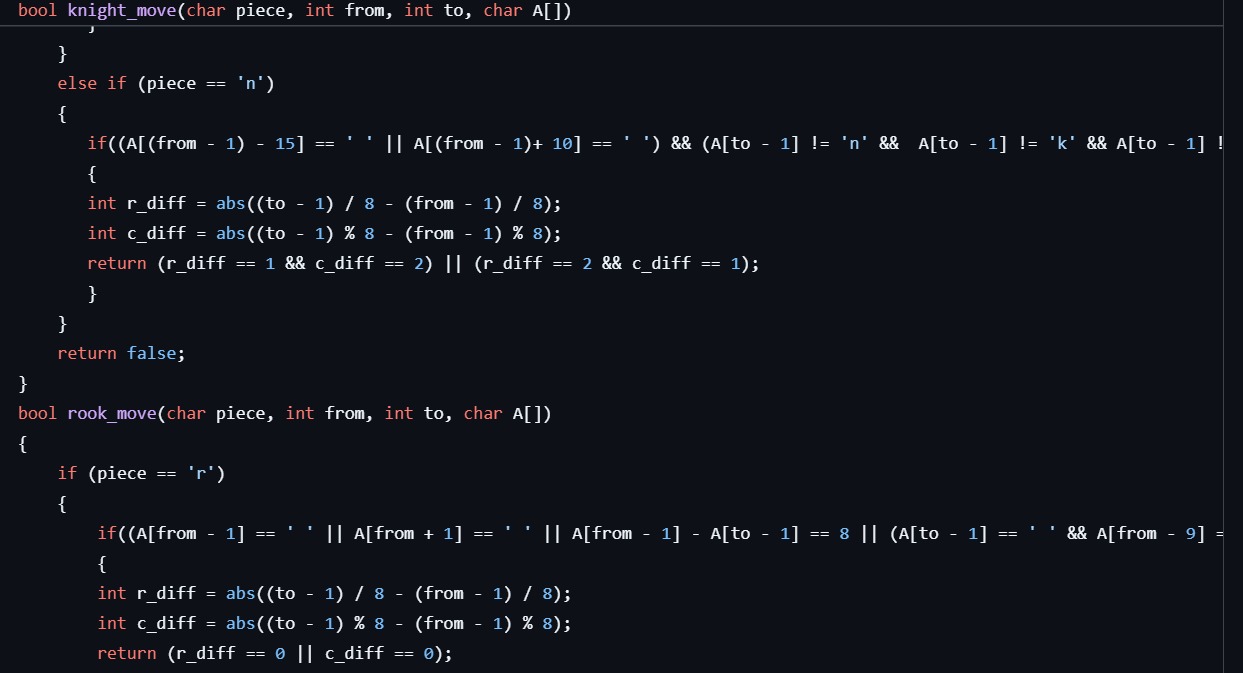 bool knight_move(char piece, int from, int to, char A[])
}
}
else if (piece == 'n')
{
if((A[(from - 1) - 15] == ' ' || A[(from - 1)+ 10] == ' ') && (A[to - 1] != 'n' &&  A[to - 1] != 'k' && A[to - 1] !
{
int r_diff = abs((to - 1) / 8 - (from - 1) / 8);
int c_diff = abs((to - 1) % 8 - (from - 1) % 8);
return (r_diff == 1 && c_diff == 2) || (r_diff == 2 && c_diff == 1);
}
}
return false;
}
bool rook_move(char piece, int from, int to, char A[])
{
if (piece == 'r')
{
if((A[from - 1] == ' ' || A[from + 1] == ' ' || A[from - 1] - A[to - 1] == 8 || (A[to - 1] == ' ' && A[from - 9] =
{
int r_diff = abs((to - 1) / 8 - (from - 1) / 8);
int c_diff = abs((to - 1) % 8 - (from - 1) % 8);
return (r_diff == 0 || c_diff == 0);